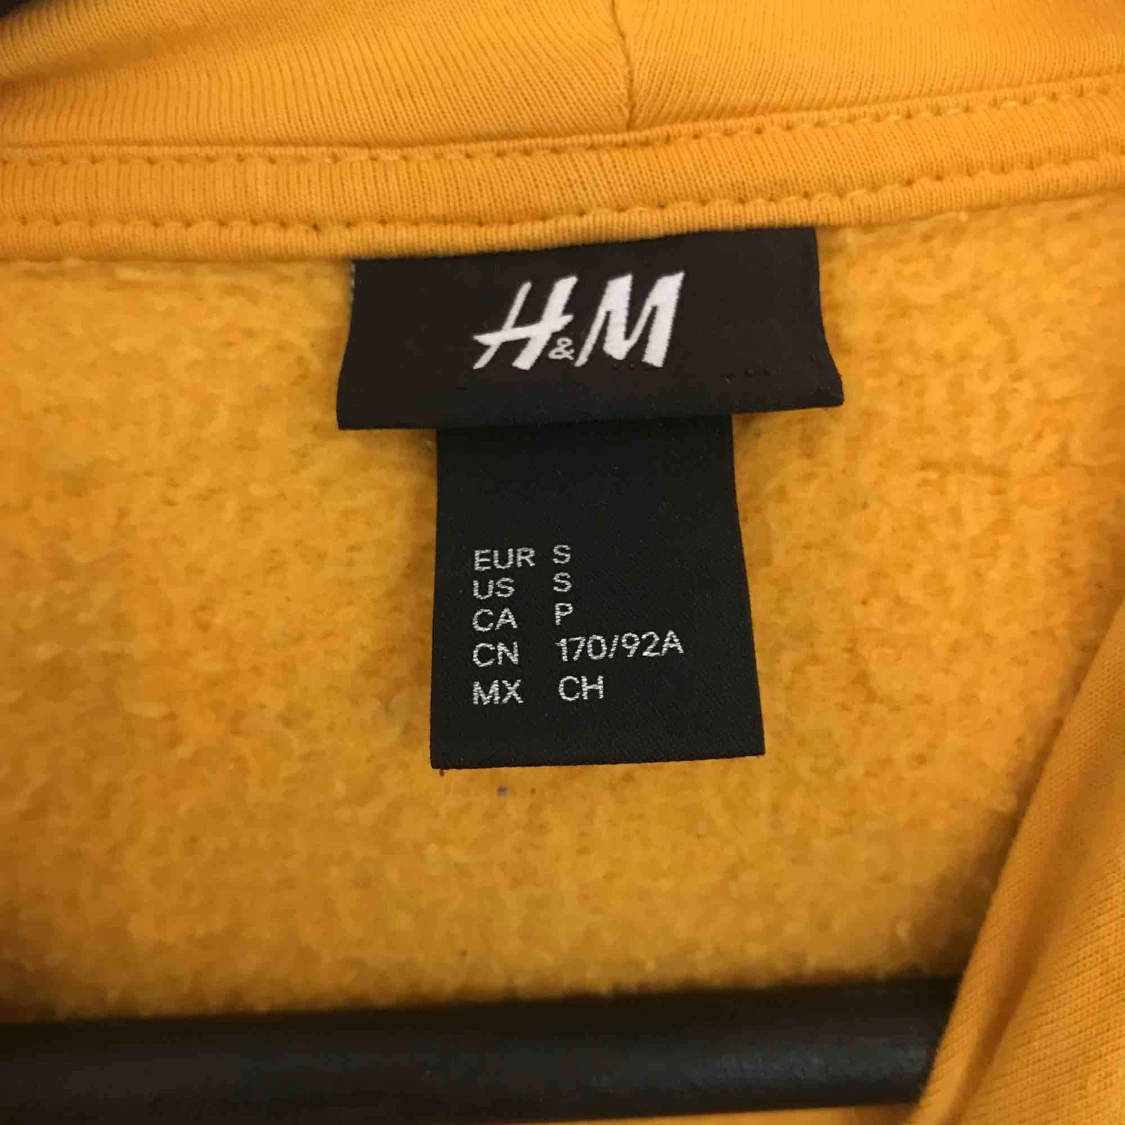 H&M
EUR S
US S
CA P
CN 170/92A
MX CH